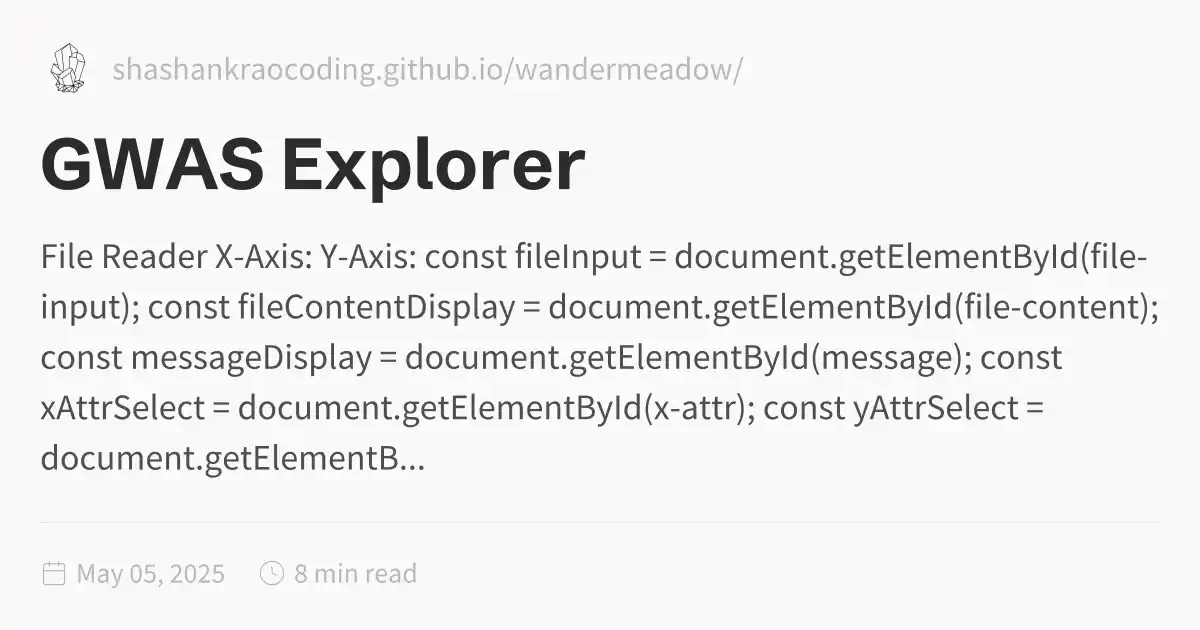 shashankraocoding.github.io/wandermeadow/
GWAS Explorer
File Reader X-Axis: Y-Axis: const fileInput = document.getElementById(file-
input); const fileContentDisplay = document.getElementById(file-content);
const messageDisplay = document.getElementById(message); const
xAttrSelect = document.getElementById(x-attr); const yAttrSelect =
document.getElementB...
May 05, 2025 8 min read